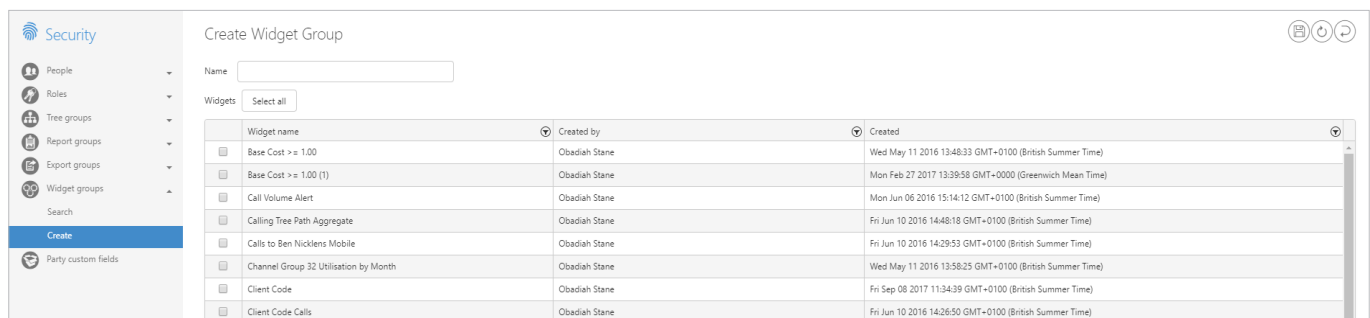 Security
Create Widget Group
People
Roles
Tree groups
Report groups
Export groups
Widget groups
Search
Create
Party custom fields
Name
Widgets Select all
Widget name Created by Created
Base Cost >= 1.00 Obadiah Stane Wed May 11 2016 13:48:33 GMT+0100 (British Summer Time)
Base Cost >= 1.00 (1) Obadiah Stane Mon Feb 27 2017 13:39:58 GMT+0000 (Greenwich Mean Time)
Call Volume Alert Obadiah Stane Mon Jun 06 2016 15:14:12 GMT+0100 (British Summer Time)
Calling Tree Path Aggregate Obadiah Stane Fri Jun 10 2016 14:48:18 GMT+0100 (British Summer Time)
Calls to Ben Nicklens Mobile Obadiah Stane Fri Jun 10 2016 14:29:53 GMT+0100 (British Summer Time)
Channel Group 32 Utilisation by Month Obadiah Stane Wed May 11 2016 13:58:25 GMT+0100 (British Summer Time)
Client Code Obadiah Stane Fri Sep 08 2017 11:34:39 GMT+0100 (British Summer Time)
Client Code Calls Obadiah Stane Fri Jun 10 2016 14:26:50 GMT+0100 (British Summer Time)